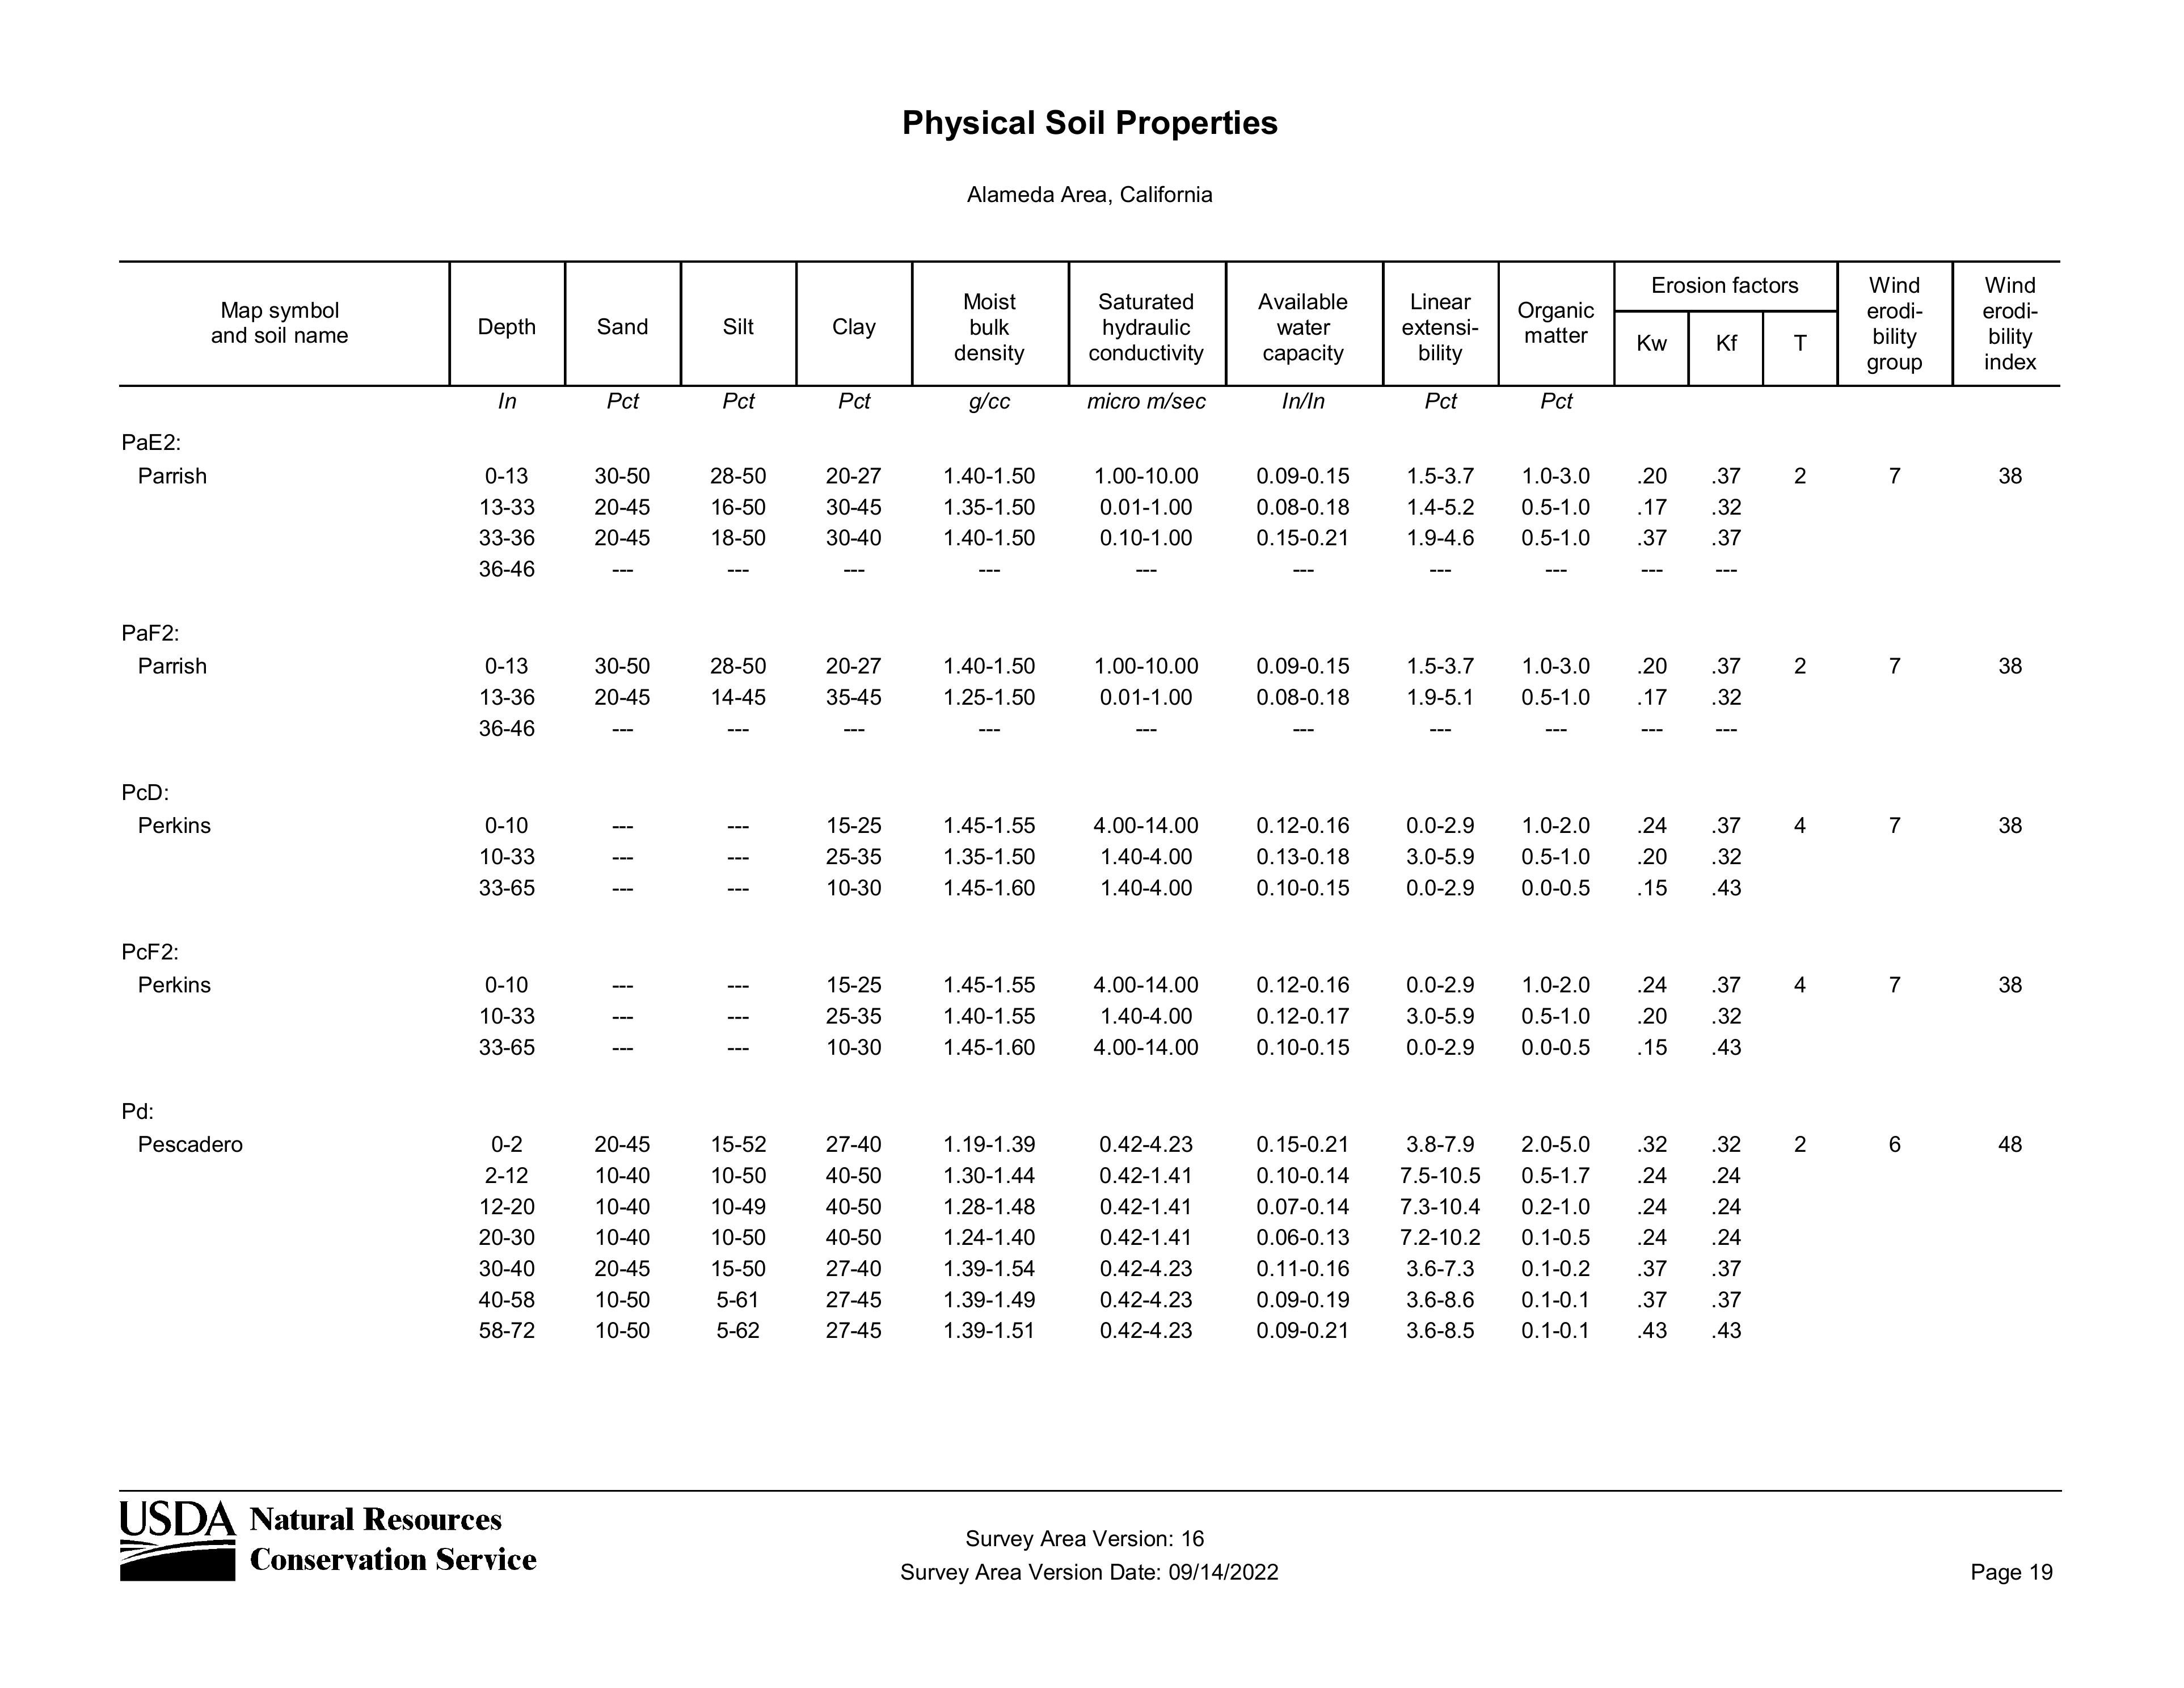 Physical Soil Properties
Alameda Area, California
Map symbol and soil name | Depth | Sand | Silt | Clay | Moist bulk density | Saturated hydraulic conductivity | Available water capacity | Linear extensi-bility | Organic matter | Erosion factors | Wind erodi-bility group | Wind erodi-bility index
Kw | Kf | T
In | Pct | Pct | Pct | g/cc | micro m/sec | In/In | Pct | Pct
PaE2:
Parrish | 0-13 | 30-50 | 28-50 | 20-27 | 1.40-1.50 | 1.00-10.00 | 0.09-0.15 | 1.5-3.7 | 1.0-3.0 | .20 | .37 | 2 | 7 | 38
13-33 | 20-45 | 16-50 | 30-45 | 1.35-1.50 | 0.01-1.00 | 0.08-0.18 | 1.4-5.2 | 0.5-1.0 | .17 | .32
33-36 | 20-45 | 18-50 | 30-40 | 1.40-1.50 | 0.10-1.00 | 0.15-0.21 | 1.9-4.6 | 0.5-1.0 | .37 | .37
36-46 | --- | --- | --- | --- | --- | --- | --- | --- | --- | ---
PaF2:
Parrish | 0-13 | 30-50 | 28-50 | 20-27 | 1.40-1.50 | 1.00-10.00 | 0.09-0.15 | 1.5-3.7 | 1.0-3.0 | .20 | .37 | 2 | 7 | 38
13-36 | 20-45 | 14-45 | 35-45 | 1.25-1.50 | 0.01-1.00 | 0.08-0.18 | 1.9-5.1 | 0.5-1.0 | .17 | .32
36-46 | --- | --- | --- | --- | --- | --- | --- | --- | --- | ---
PcD:
Perkins | 0-10 | --- | --- | 15-25 | 1.45-1.55 | 4.00-14.00 | 0.12-0.16 | 0.0-2.9 | 1.0-2.0 | .24 | .37 | 4 | 7 | 38
10-33 | --- | --- | 25-35 | 1.35-1.50 | 1.40-4.00 | 0.13-0.18 | 3.0-5.9 | 0.5-1.0 | .20 | .32
33-65 | --- | --- | 10-30 | 1.45-1.60 | 1.40-4.00 | 0.10-0.15 | 0.0-2.9 | 0.0-0.5 | .15 | .43
PcF2:
Perkins | 0-10 | --- | --- | 15-25 | 1.45-1.55 | 4.00-14.00 | 0.12-0.16 | 0.0-2.9 | 1.0-2.0 | .24 | .37 | 4 | 7 | 38
10-33 | --- | --- | 25-35 | 1.40-1.55 | 1.40-4.00 | 0.12-0.17 | 3.0-5.9 | 0.5-1.0 | .20 | .32
33-65 | --- | --- | 10-30 | 1.45-1.60 | 4.00-14.00 | 0.10-0.15 | 0.0-2.9 | 0.0-0.5 | .15 | .43
Pd:
Pescadero | 0-2 | 20-45 | 15-52 | 27-40 | 1.19-1.39 | 0.42-4.23 | 0.15-0.21 | 3.8-7.9 | 2.0-5.0 | .32 | .32 | 2 | 6 | 48
2-12 | 10-40 | 10-50 | 40-50 | 1.30-1.44 | 0.42-1.41 | 0.10-0.14 | 7.5-10.5 | 0.5-1.7 | .24 | .24
12-20 | 10-40 | 10-49 | 40-50 | 1.28-1.48 | 0.42-1.41 | 0.07-0.14 | 7.3-10.4 | 0.2-1.0 | .24 | .24
20-30 | 10-40 | 10-50 | 40-50 | 1.24-1.40 | 0.42-1.41 | 0.06-0.13 | 7.2-10.2 | 0.1-0.5 | .24 | .24
30-40 | 20-45 | 15-50 | 27-40 | 1.39-1.54 | 0.42-4.23 | 0.11-0.16 | 3.6-7.3 | 0.1-0.2 | .37 | .37
40-58 | 10-50 | 5-61 | 27-45 | 1.39-1.49 | 0.42-4.23 | 0.09-0.19 | 3.6-8.6 | 0.1-0.1 | .37 | .37
58-72 | 10-50 | 5-62 | 27-45 | 1.39-1.51 | 0.42-4.23 | 0.09-0.21 | 3.6-8.5 | 0.1-0.1 | .43 | .43
USDA Natural Resources
Conservation Service
Survey Area Version: 16
Survey Area Version Date: 09/14/2022
Page 19